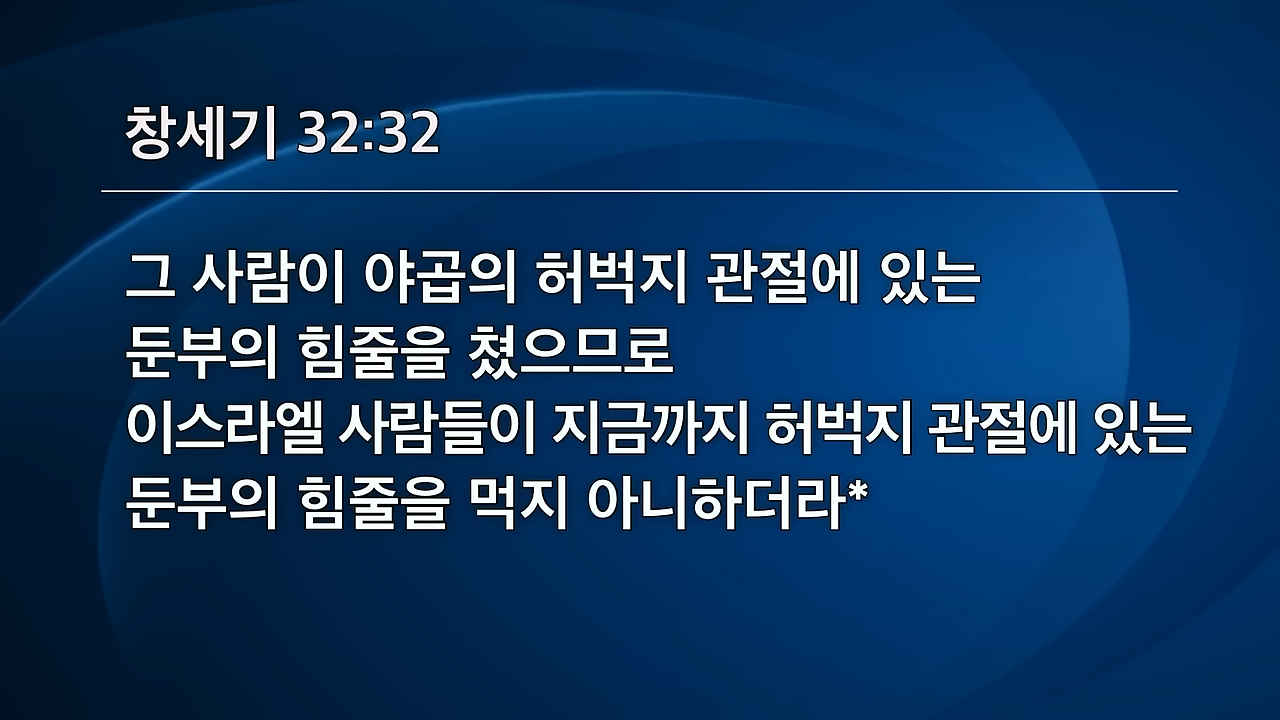 창세기 32:32
그 사람이 야곱의 허벅지 관절에 있는
둔부의 힘줄을 쳤으므로
이스라엘 사람들이 지금까지 허벅지 관절에 있는
둔부의 힘줄을 먹지 아니하더라*